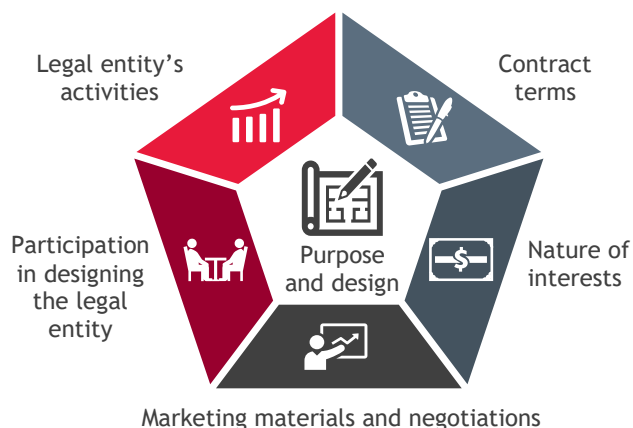 Legal entity's
activities
Contract
terms
Purpose
and design
Participation
in designing
the legal
entity
Nature of
interests
$
Marketing materials and negotiations